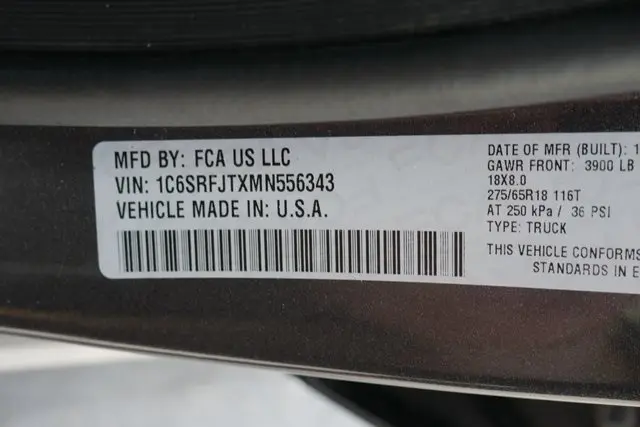 MFD BY: FCA US LLC
VIN: 1C6SRFJTXMN556343
VEHICLE MADE IN: U.S.A.
DATE OF MFR (BUILT): 1
GAWR FRONT: 3900 LB
18X8.0
275/65R18 116T
AT 250 kPa / 36 PSI
TYPE: TRUCK
THIS VEHICLE CONFORMS
STANDARDS IN E